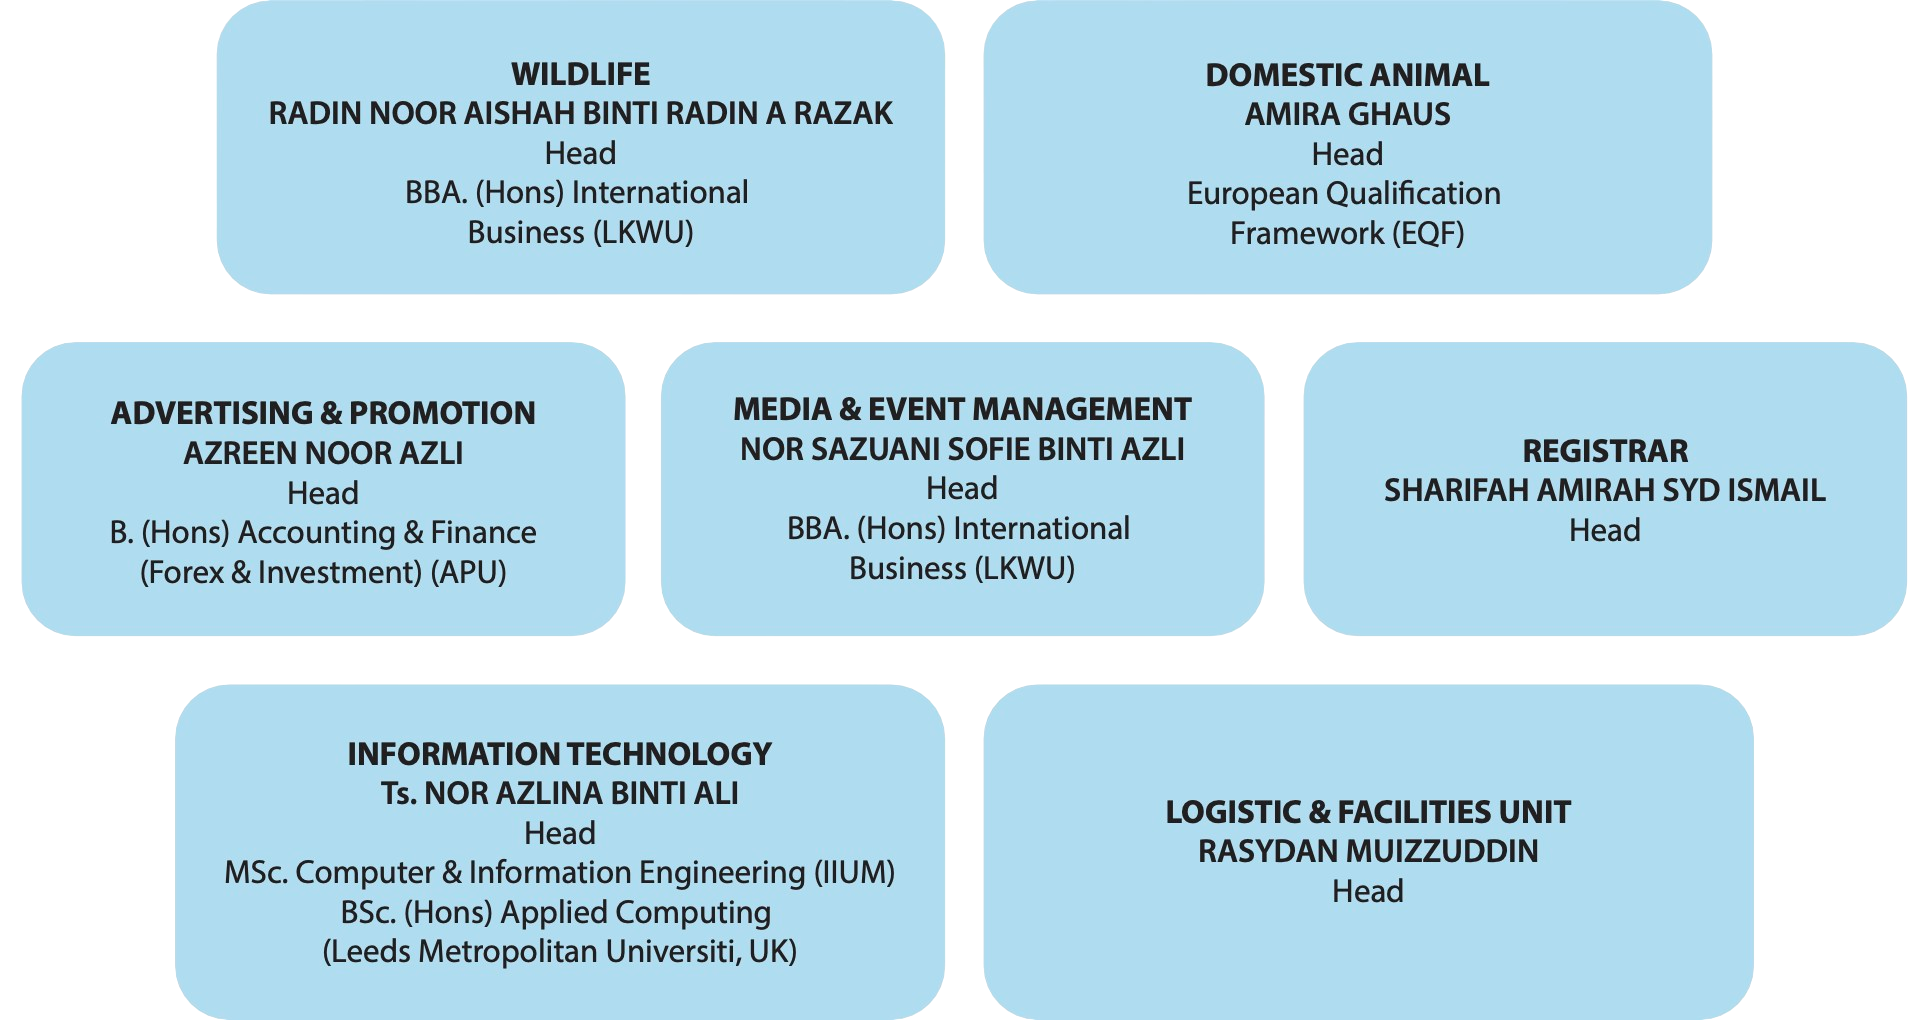 WILDLIFE
RADIN NOOR AISHAH BINTI RADIN A RAZAK
Head
BBA. (Hons) International
Business (LKWU)
DOMESTIC ANIMAL
AMIRA GHAUS
Head
European Qualification
Framework (EQF)
ADVERTISING & PROMOTION
AZREEN NOOR AZLI
Head
B. (Hons) Accounting & Finance
(Forex & Investment) (APU)
MEDIA & EVENT MANAGEMENT
NOR SAZUANI SOFIE BINTI AZLI
Head
BBA. (Hons) International
Business (LKWU)
REGISTRAR
SHARIFAH AMIRAH SYD ISMAIL
Head
INFORMATION TECHNOLOGY
Ts. NOR AZLINA BINTI ALI
Head
MSc. Computer & Information Engineering (IIUM)
BSc. (Hons) Applied Computing
(Leeds Metropolitan Universiti, UK)
LOGISTIC & FACILITIES UNIT
RASYDAN MUIZZUDDIN
Head